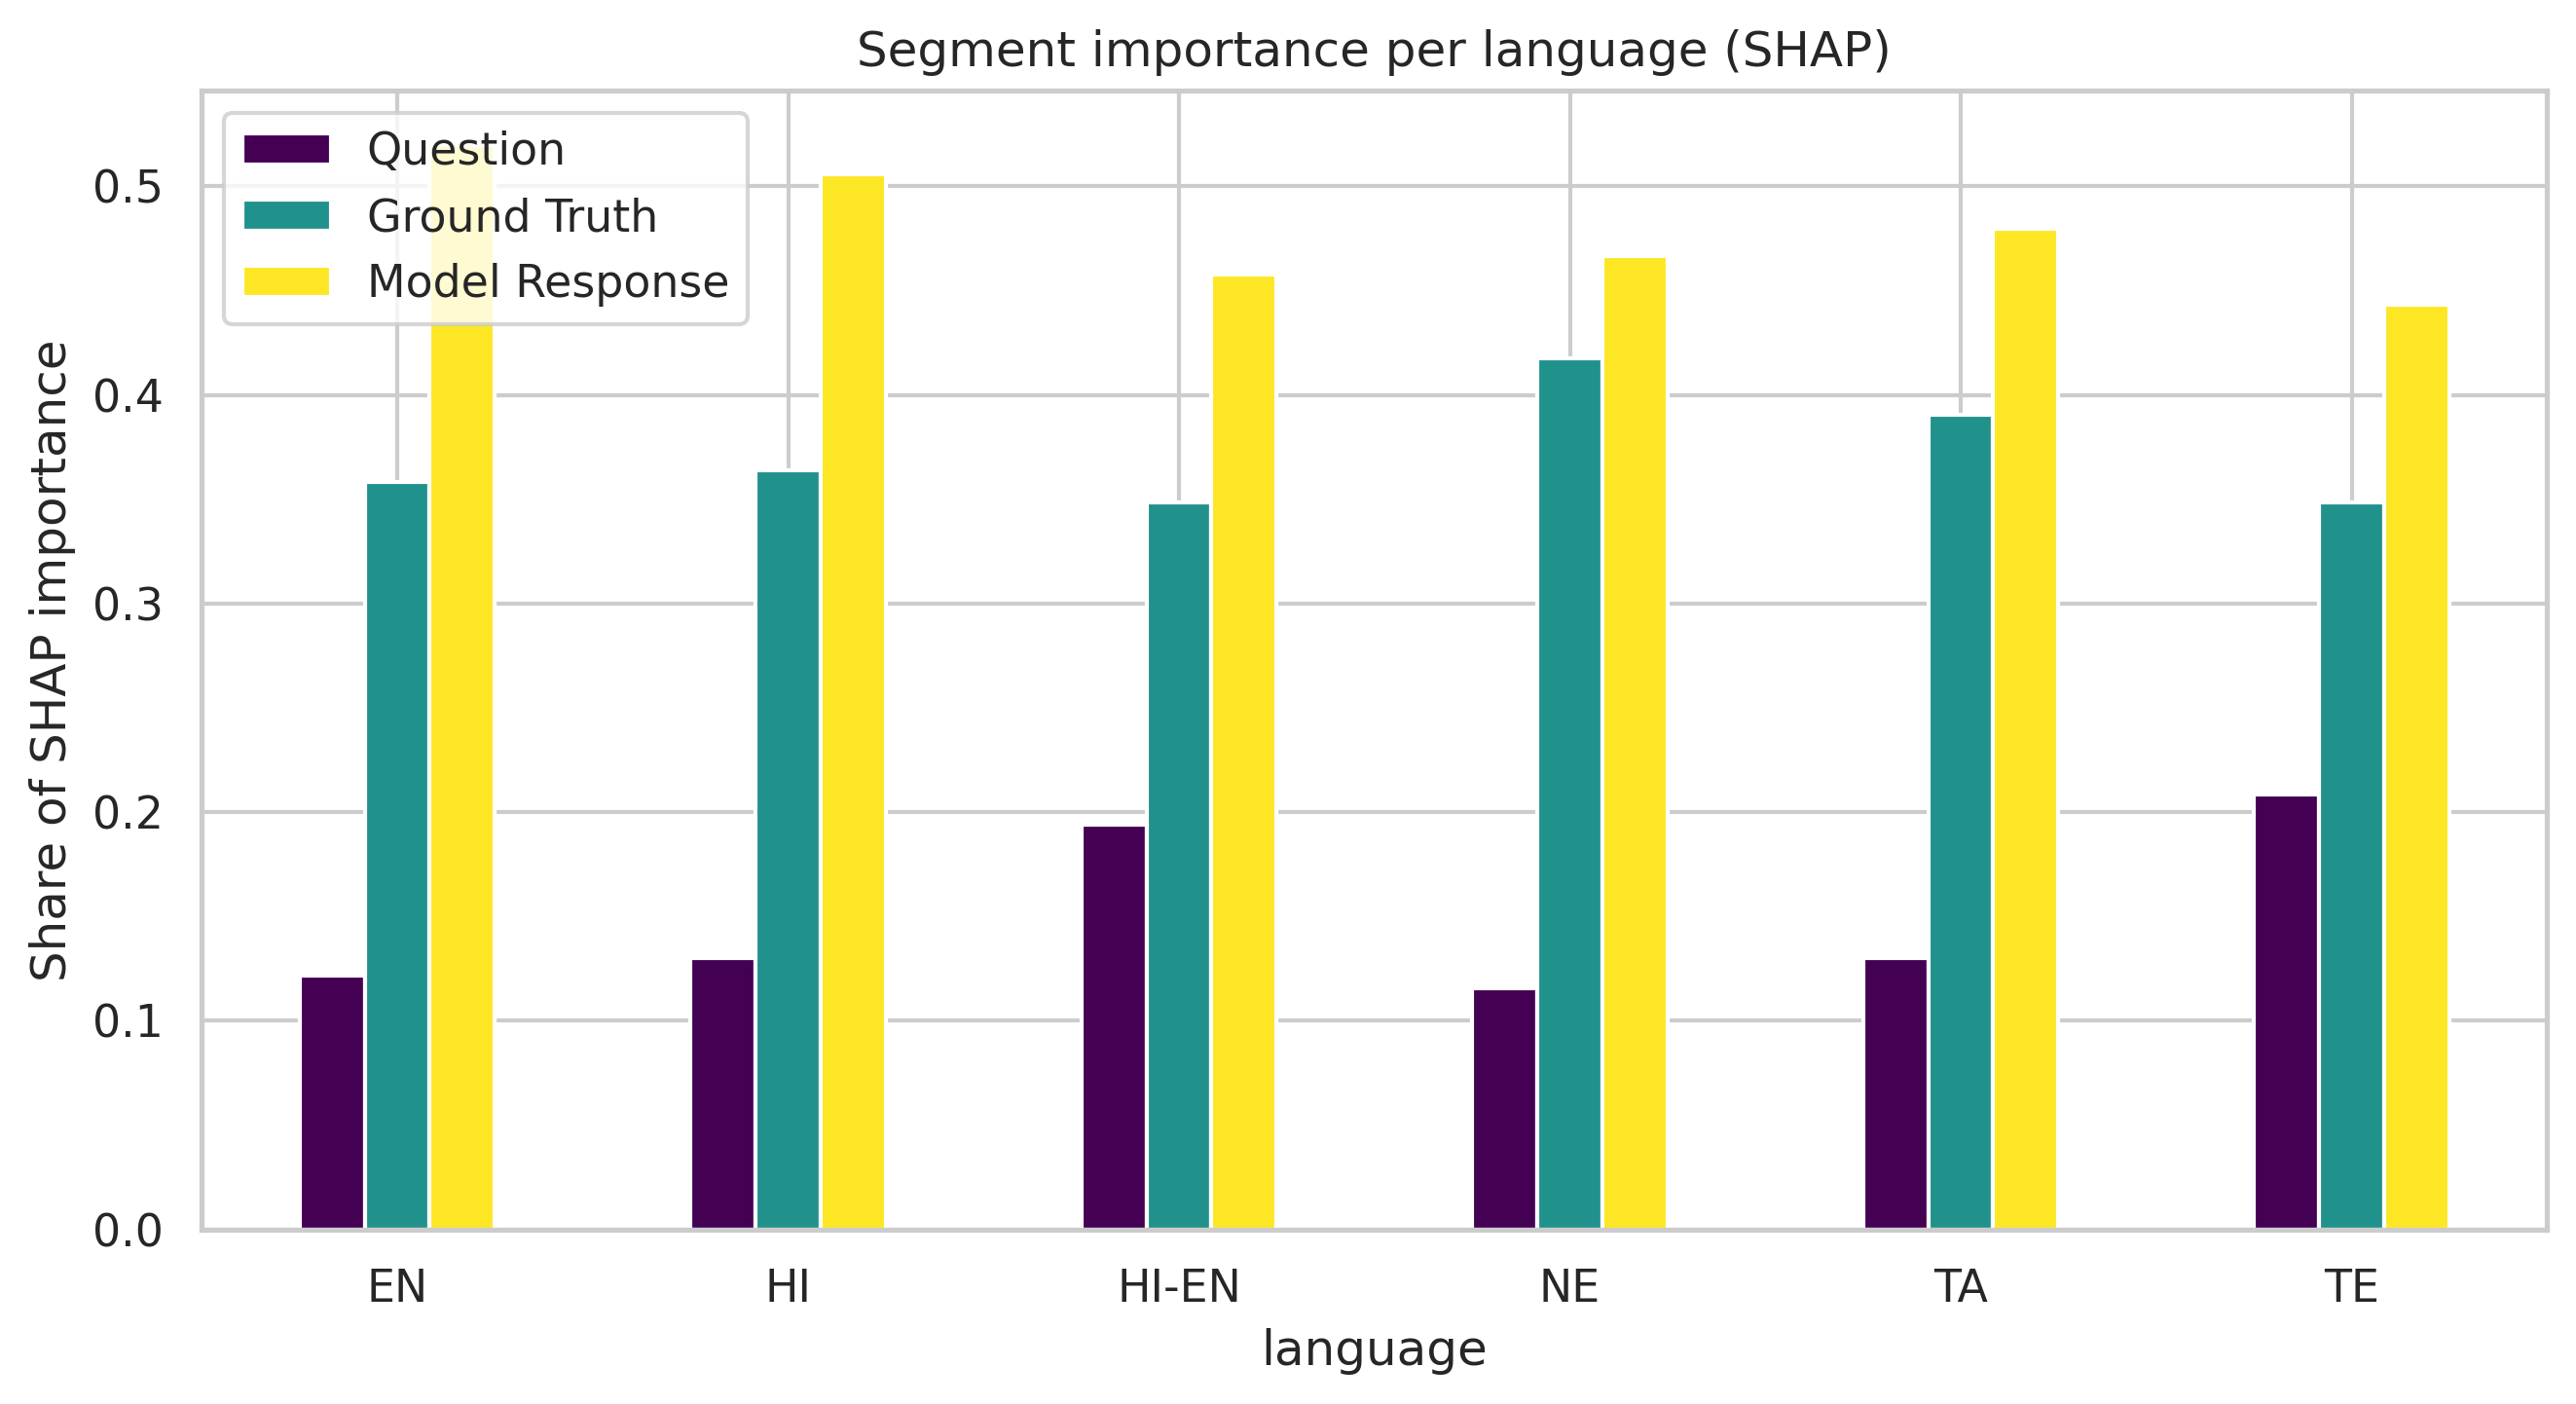 Segment importance per language (SHAP)
Question
Ground Truth
Model Response
Share of SHAP importance
0.5
0.4
0.3
0.2
0.1
0.0
EN HI HI-EN NE TA TE
language